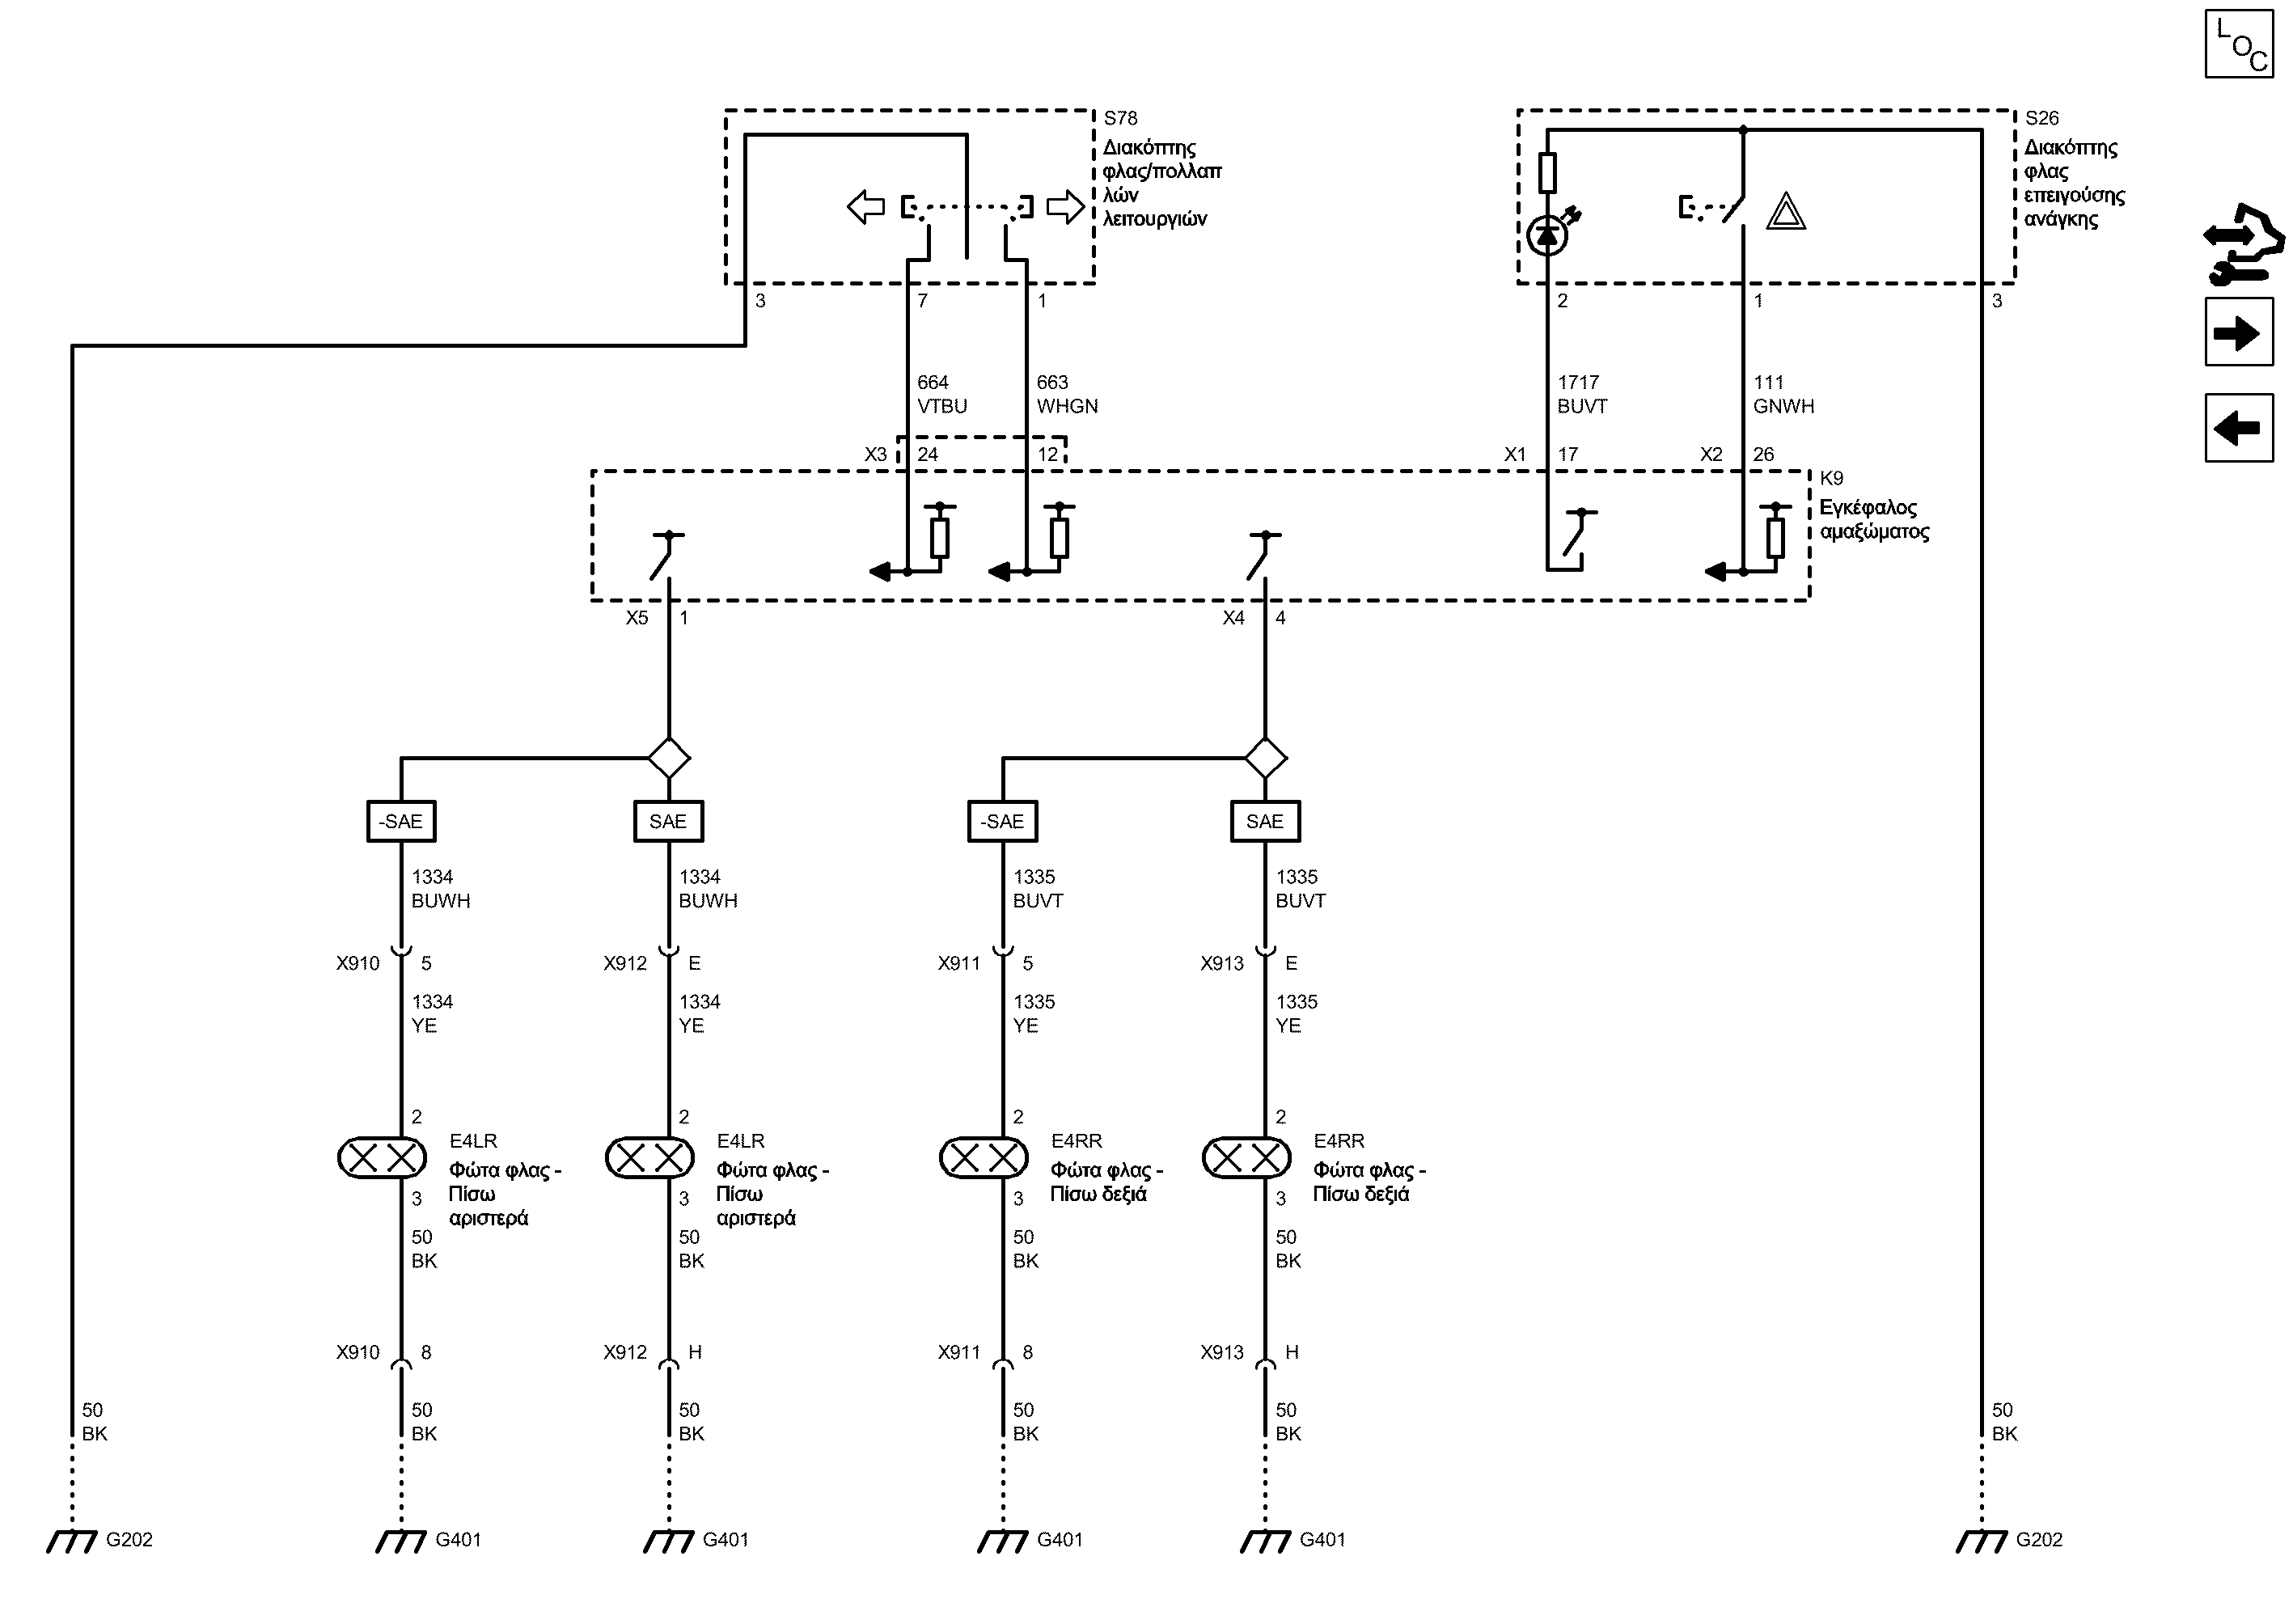 LOC
S78
Διακόπτης
φλας/πολλαπ
λών
λειτουργιών
S26
Διακόπτης
φλας
επειγούσης
ανάγκης
3 7 1 2 1 3
664 663 1717 111
VTBU WHGN BUVT GNWH
X3 24 12 X1 17 X2 26
K9
Εγκέφαλος
αμαξώματος
X5 1 X4 4
-SAE SAE -SAE SAE
1334 1334 1335 1335
BUWH BUWH BUVT BUVT
X910 5 X912 E X911 5 X913 E
1334 1334 1335 1335
YE YE YE YE
2 2 2 2
E4LR E4LR E4RR E4RR
Φώτα φλας - Φώτα φλας - Φώτα φλας - Φώτα φλας -
Πίσω Πίσω Πίσω δεξιά Πίσω δεξιά
αριστερά αριστερά
3 3 3 3
50 50 50 50
BK BK BK BK
X910 8 X912 H X911 8 X913 H
50 50 50 50 50 50
BK BK BK BK BK BK
G202 G401 G401 G401 G401 G202